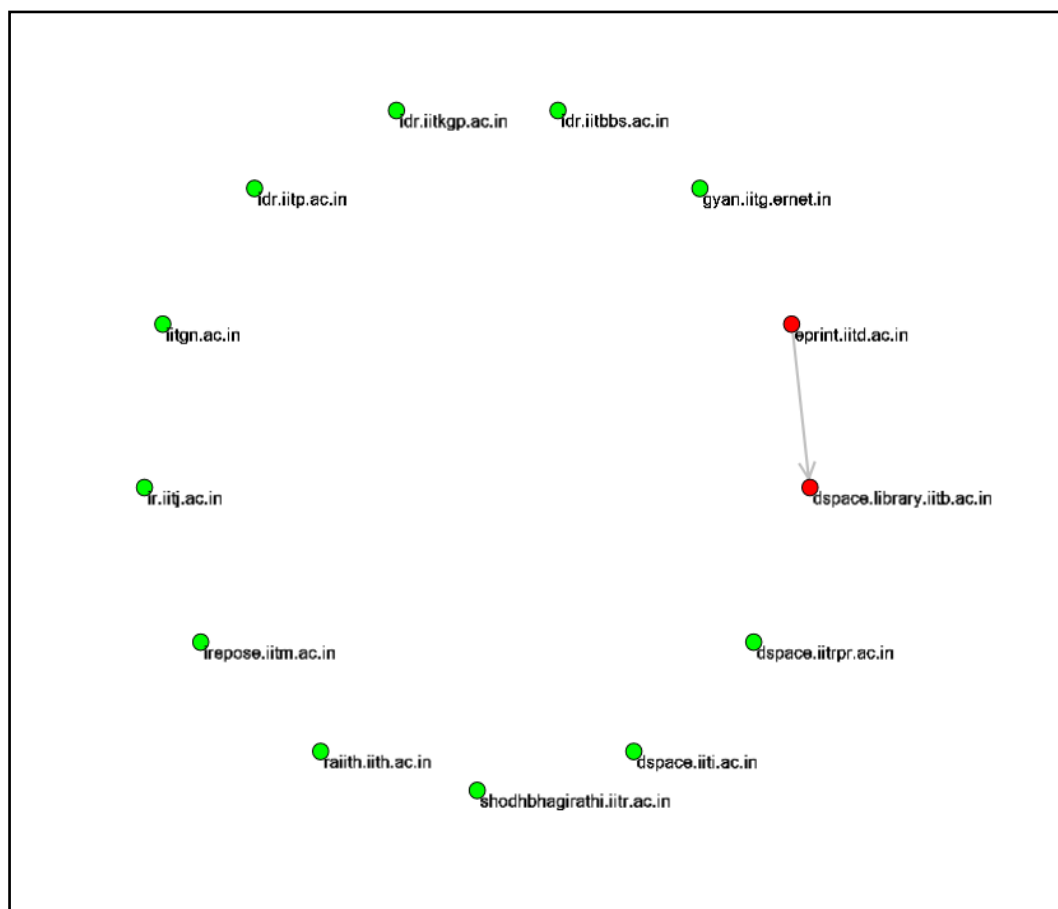 idr.iitkgp.ac.in
idr.iitbbs.ac.in
idr.iitp.ac.in
gyan.iitg.ernet.in
iitgn.ac.in
eprint.iitd.ac.in
ir.iitj.ac.in
dspace.library.iitb.ac.in
irepose.iitm.ac.in
dspace.iitrpr.ac.in
raiith.iith.ac.in
dspace.iiti.ac.in
shodhbhagirathi.iitr.ac.in